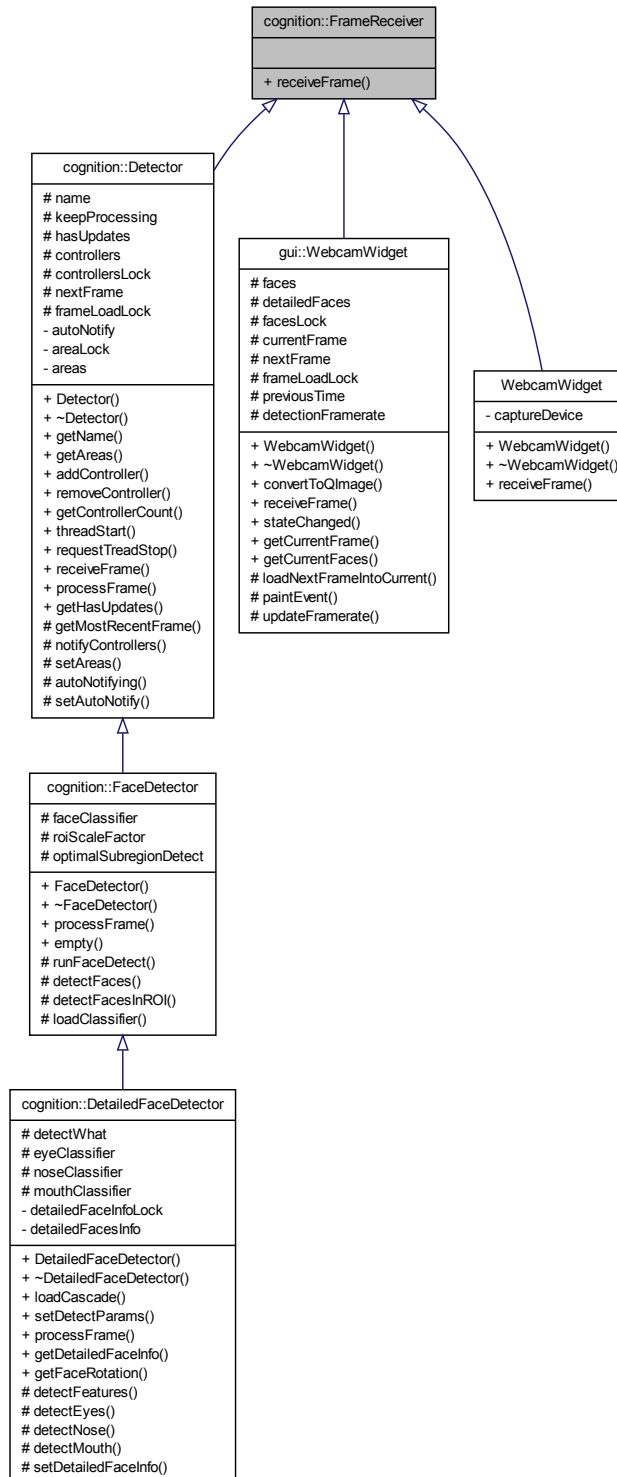 cognition::FrameReceiver
+ receiveFrame()
cognition::Detector
# name
# keepProcessing
# hasUpdates
# controllers
# controllersLock
# nextFrame
# frameLoadLock
- autoNotify
- areaLock
- areas
+ Detector()
+ ~Detector()
+ getName()
+ getAreas()
+ addController()
+ removeController()
+ getControllerCount()
+ threadStart()
+ requestTreadStop()
+ receiveFrame()
+ processFrame()
+ getHasUpdates()
# getMostRecentFrame()
# notifyControllers()
# setAreas()
# autoNotifying()
# setAutoNotify()
gui::WebcamWidget
# faces
# detailedFaces
# facesLock
# currentFrame
# nextFrame
# frameLoadLock
# previousTime
# detectionFramerate
+ WebcamWidget()
+ ~WebcamWidget()
+ convertToQImage()
+ receiveFrame()
+ stateChanged()
+ getCurrentFrame()
+ getCurrentFaces()
# loadNextFrameIntoCurrent()
# paintEvent()
# updateFramerate()
WebcamWidget
- captureDevice
+ WebcamWidget()
+ ~WebcamWidget()
+ receiveFrame()
cognition::FaceDetector
# faceClassifier
# roiScaleFactor
# optimalSubregionDetect
+ FaceDetector()
+ ~FaceDetector()
+ processFrame()
+ empty()
# runFaceDetect()
# detectFaces()
# detectFacesInROI()
# loadClassifier()
cognition::DetailedFaceDetector
# detectWhat
# eyeClassifier
# noseClassifier
# mouthClassifier
- detailedFaceInfoLock
- detailedFacesInfo
+ DetailedFaceDetector()
+ ~DetailedFaceDetector()
+ loadCascade()
+ setDetectParams()
+ processFrame()
+ getDetailedFaceInfo()
+ getFaceRotation()
# detectFeatures()
# detectEyes()
# detectNose()
# detectMouth()
# setDetailedFaceInfo()